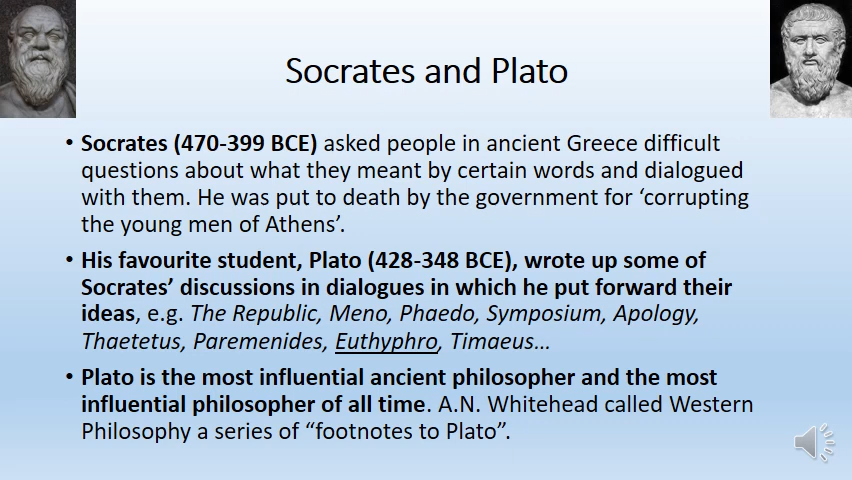 Socrates and Plato
• Socrates (470-399 BCE) asked people in ancient Greece difficult
questions about what they meant by certain words and dialogued
with them. He was put to death by the government for ‘corrupting
the young men of Athens’.
• His favourite student, Plato (428-348 BCE), wrote up some of
Socrates’ discussions in dialogues in which he put forward their
ideas, e.g. The Republic, Meno, Phaedo, Symposium, Apology,
Thaetetus, Paremenides, Euthyphro, Timaeus…
• Plato is the most influential ancient philosopher and the most
influential philosopher of all time. A.N. Whitehead called Western
Philosophy a series of “footnotes to Plato”.